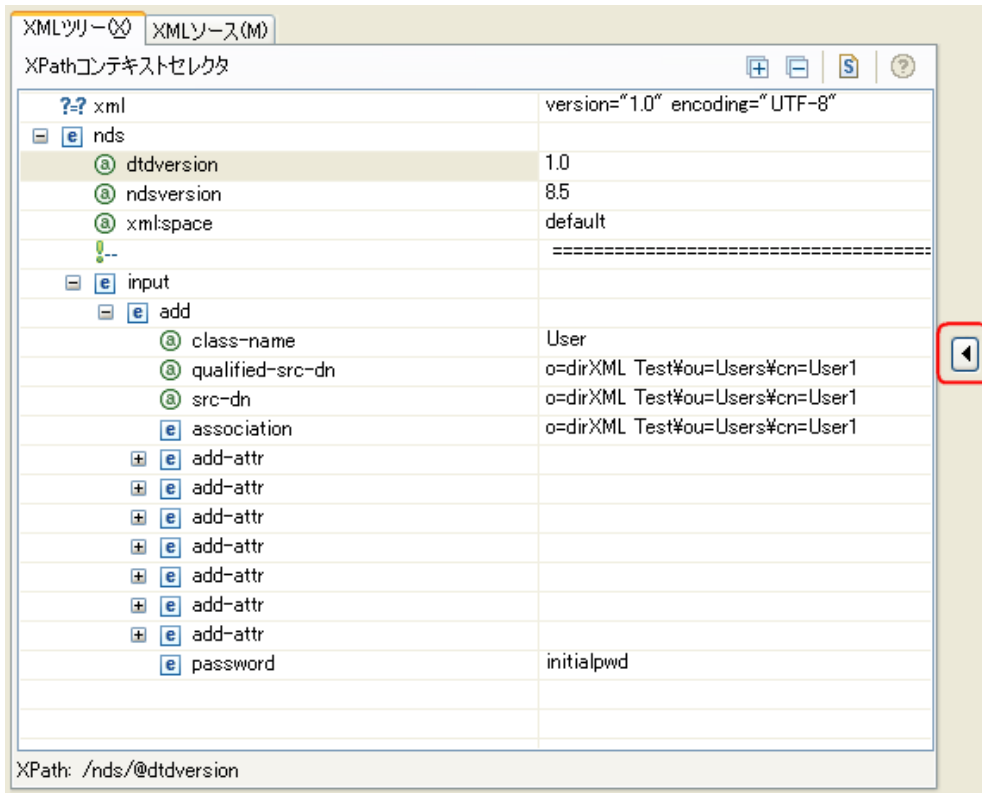 XMLツリー(X) XMLソース(M)
XPathコンテキストセレクタ
?=? xml version="1.0" encoding="UTF-8"
e nds
a dtdversion 1.0
a ndsversion 8.5
a xml:space default
!-- =====================================
e input
e add
a class-name User
a qualified-src-dn o=dirXML Test¥ou=Users¥cn=User1
a src-dn o=dirXML Test¥ou=Users¥cn=User1
e association o=dirXML Test¥ou=Users¥cn=User1
e add-attr
e add-attr
e add-attr
e add-attr
e add-attr
e add-attr
e add-attr
e password initialpwd
XPath: /nds/@dtdversion